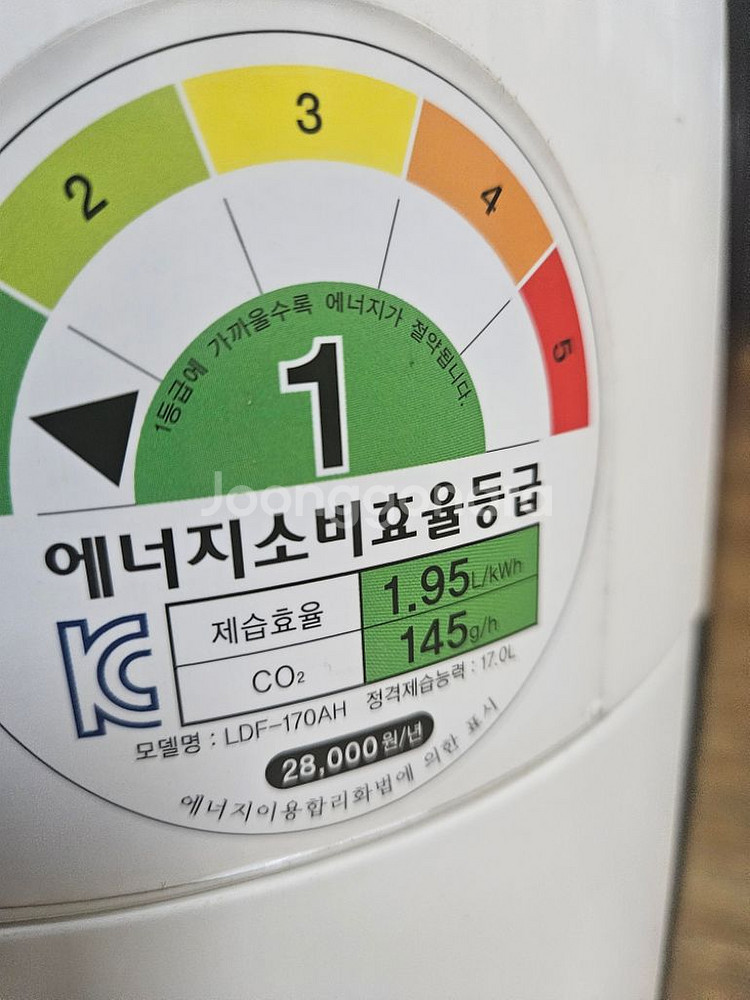 2
3
4
5
1등급에 가까울수록 에너지가 절약됩니다.
1
에너지소비효율등급
제습효율 1.95L/kWh
CO₂ 145g/h
정격제습능력 : 17.0L
모델명 : LDF-170AH
28,000원/년
에너지이용합리화법에 의한 표시